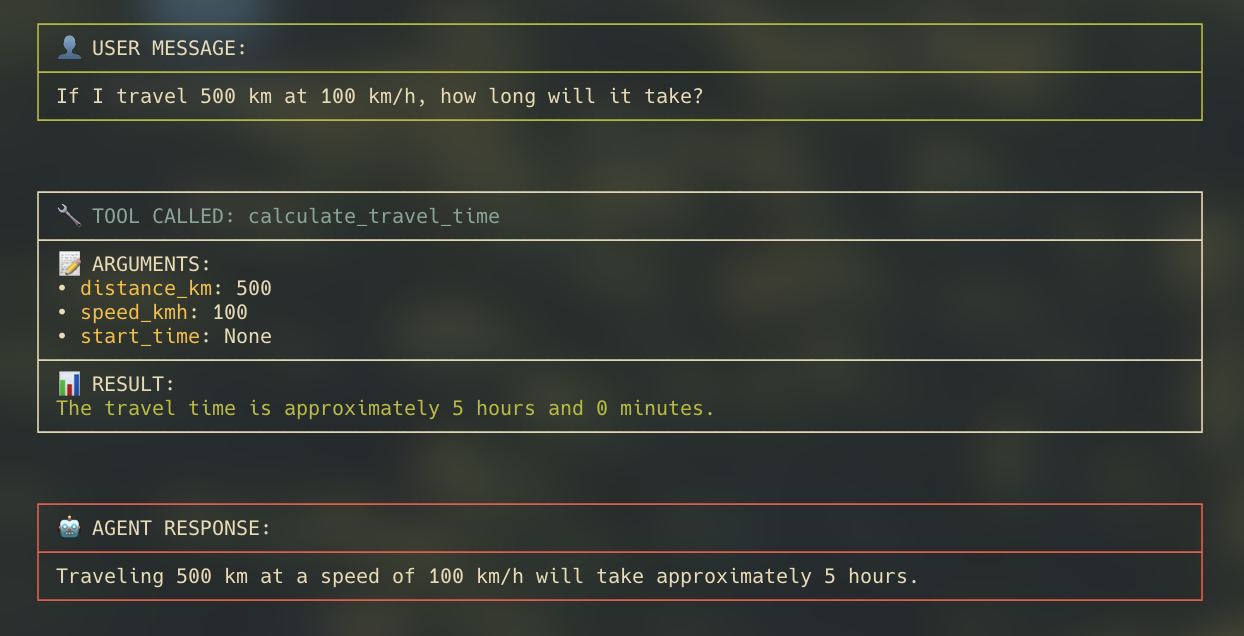 👤 USER MESSAGE:
If I travel 500 km at 100 km/h, how long will it take?
🔧 TOOL CALLED: calculate_travel_time
📝 ARGUMENTS:
• distance_km: 500
• speed_kmh: 100
• start_time: None
📊 RESULT:
The travel time is approximately 5 hours and 0 minutes.
🤖 AGENT RESPONSE:
Traveling 500 km at a speed of 100 km/h will take approximately 5 hours.